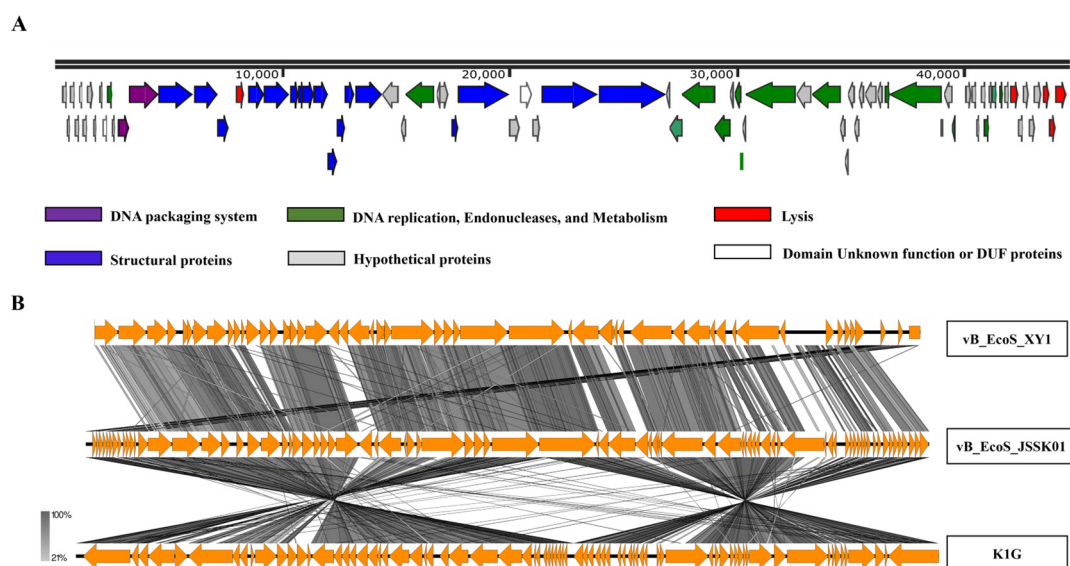 A
10,000 20,000 30,000 40,000
DNA packaging system
DNA replication, Endonucleases, and Metabolism
Lysis
Structural proteins
Hypothetical proteins
Domain Unknown function or DUF proteins
B
vB_EcoS_XY1
vB_EcoS_JSSK01
100%
21%
K1G